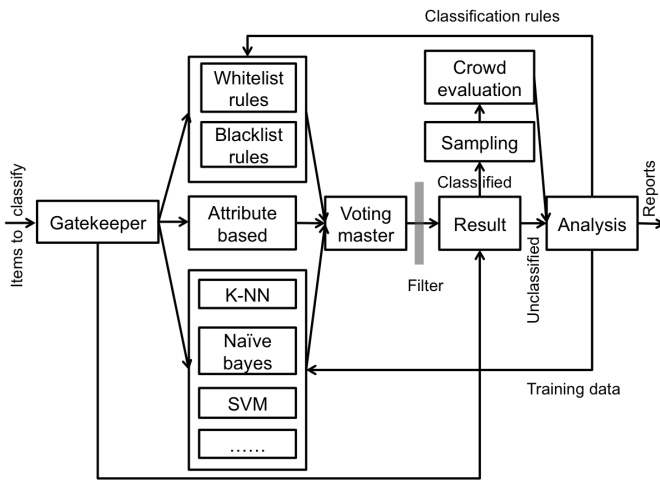 Classification rules
Whitelist
rules
Blacklist
rules
Crowd
evaluation
Sampling
Classified
Items to classify
Gatekeeper
Attribute
based
Voting
master
Filter
Result
Unclassified
Analysis
Reports
K-NN
Naïve
bayes
SVM
......
Training data